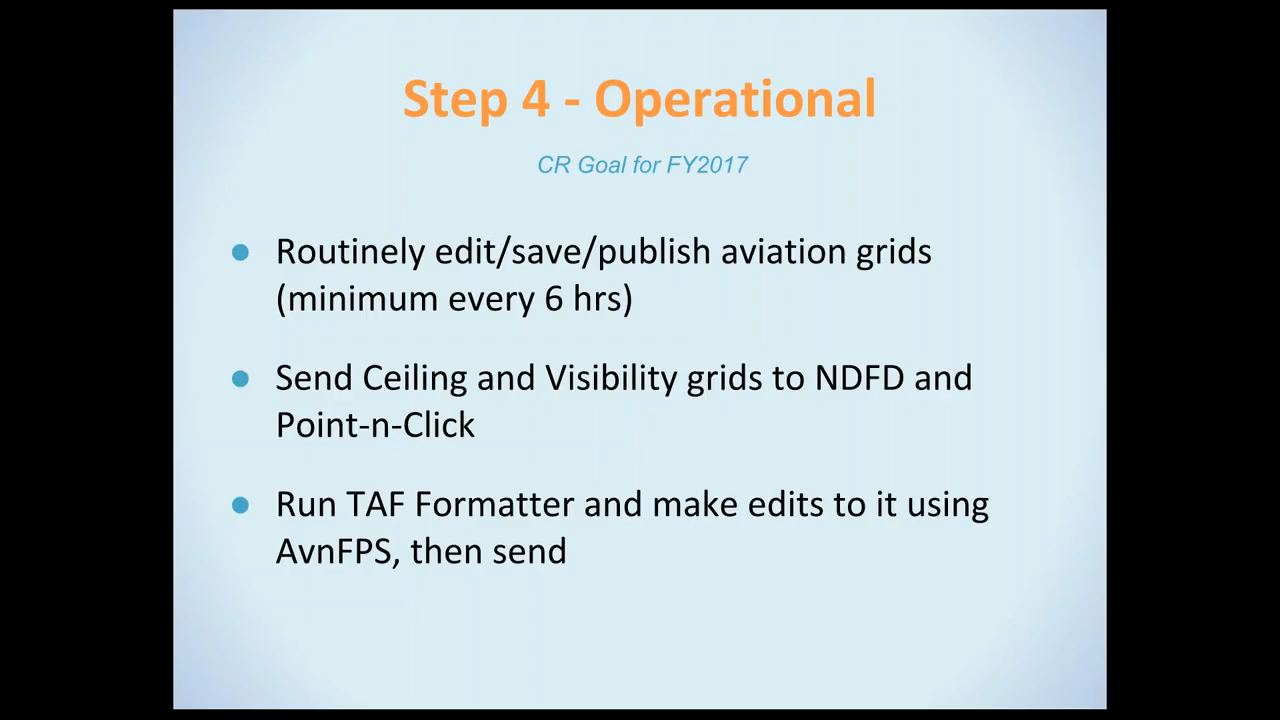 Step 4 - Operational
CR Goal for FY2017
Routinely edit/save/publish aviation grids
(minimum every 6 hrs)
Send Ceiling and Visibility grids to NDFD and
Point-n-Click
Run TAF Formatter and make edits to it using
AvnFPS, then send